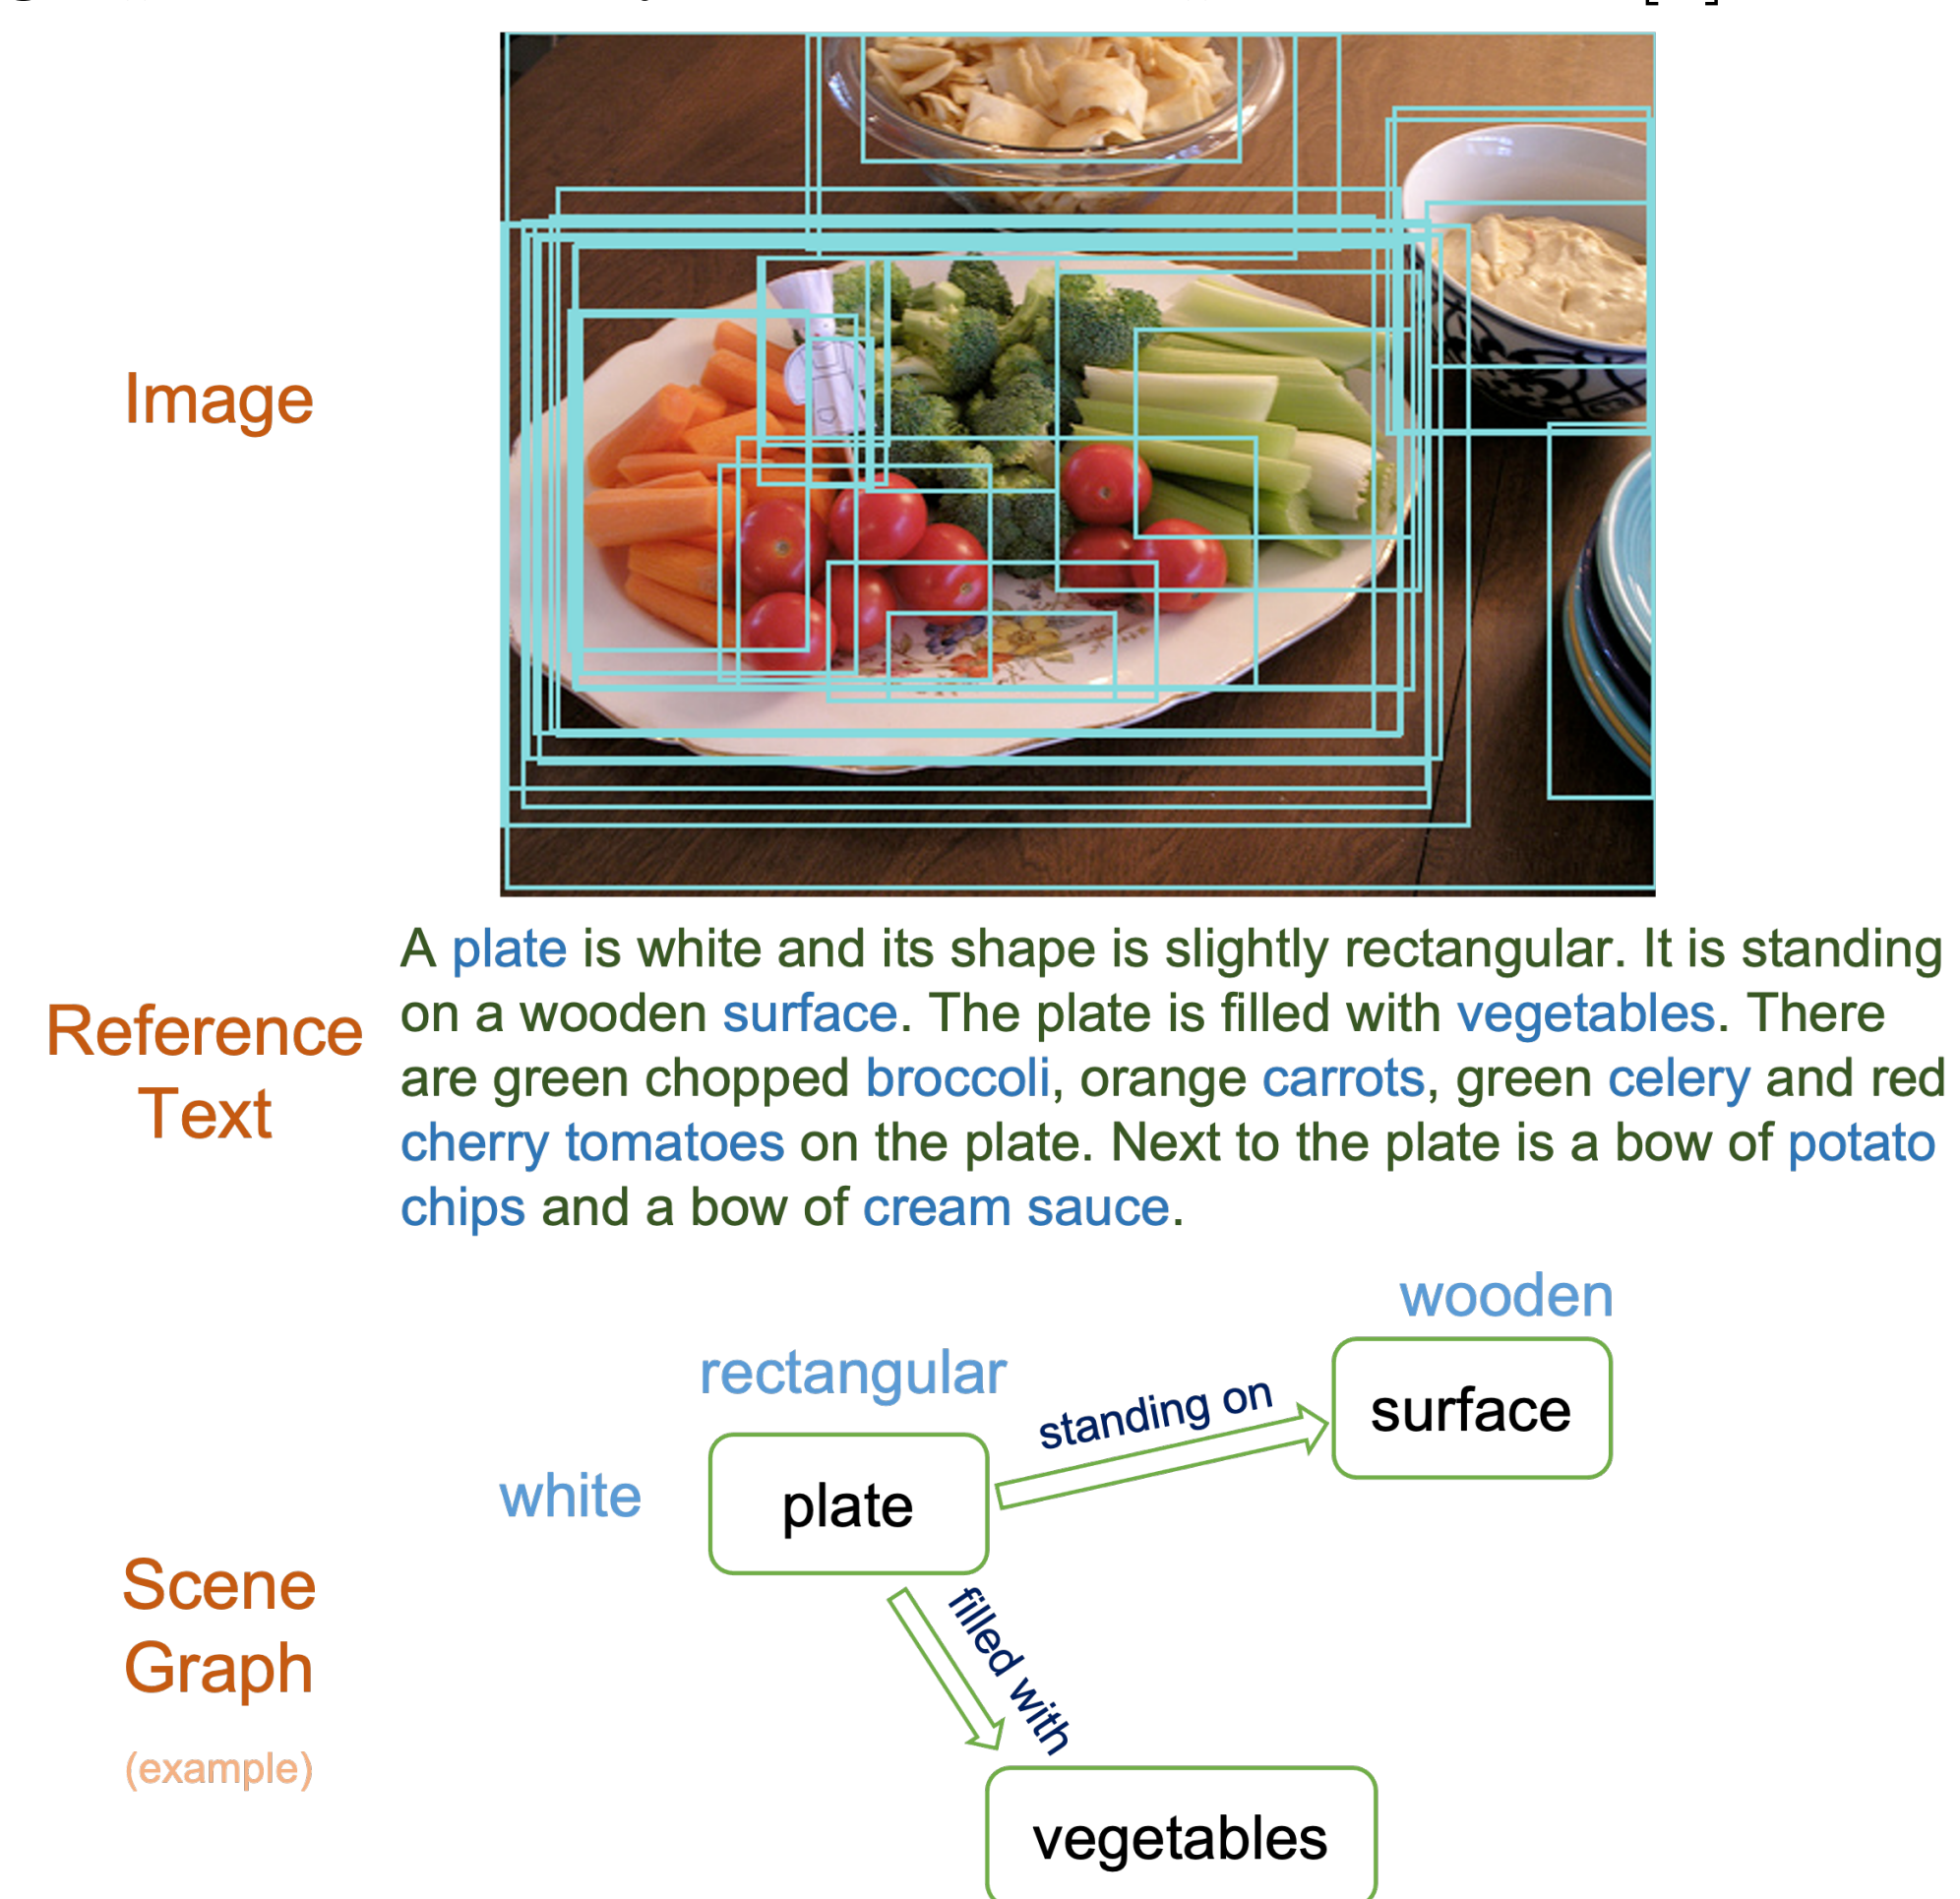 Image
Reference
Text
A plate is white and its shape is slightly rectangular. It is standing
on a wooden surface. The plate is filled with vegetables. There
are green chopped broccoli, orange carrots, green celery and red
cherry tomatoes on the plate. Next to the plate is a bow of potato
chips and a bow of cream sauce.
Scene
Graph
(example)
wooden
rectangular
standing on
surface
white
plate
filled with
vegetables